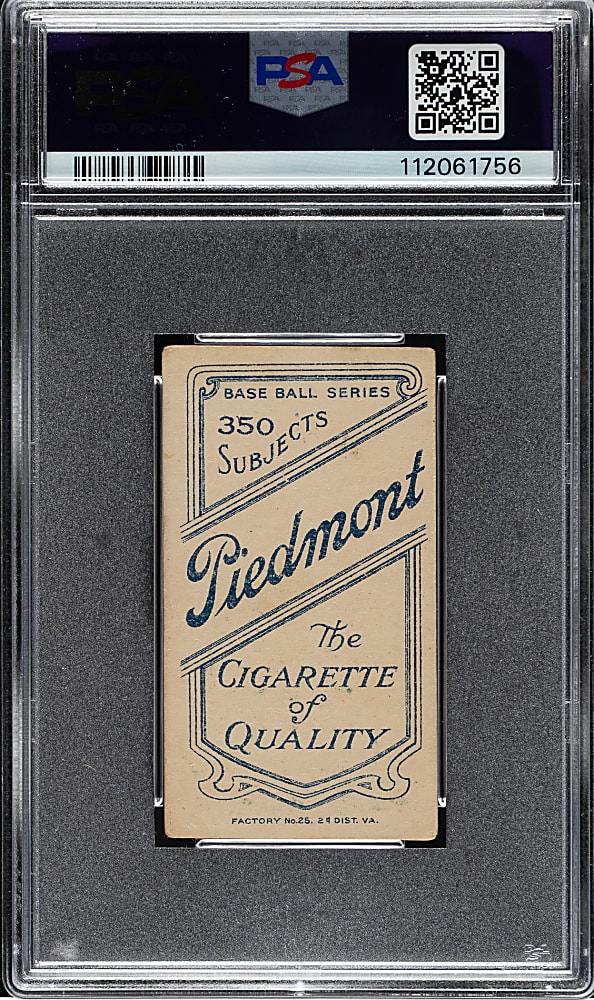 PSA
112061756
BASE BALL SERIES
350
SUBJECTS
Piedmont
The
CIGARETTE
of
QUALITY
FACTORY No.25. 2d DIST. VA.